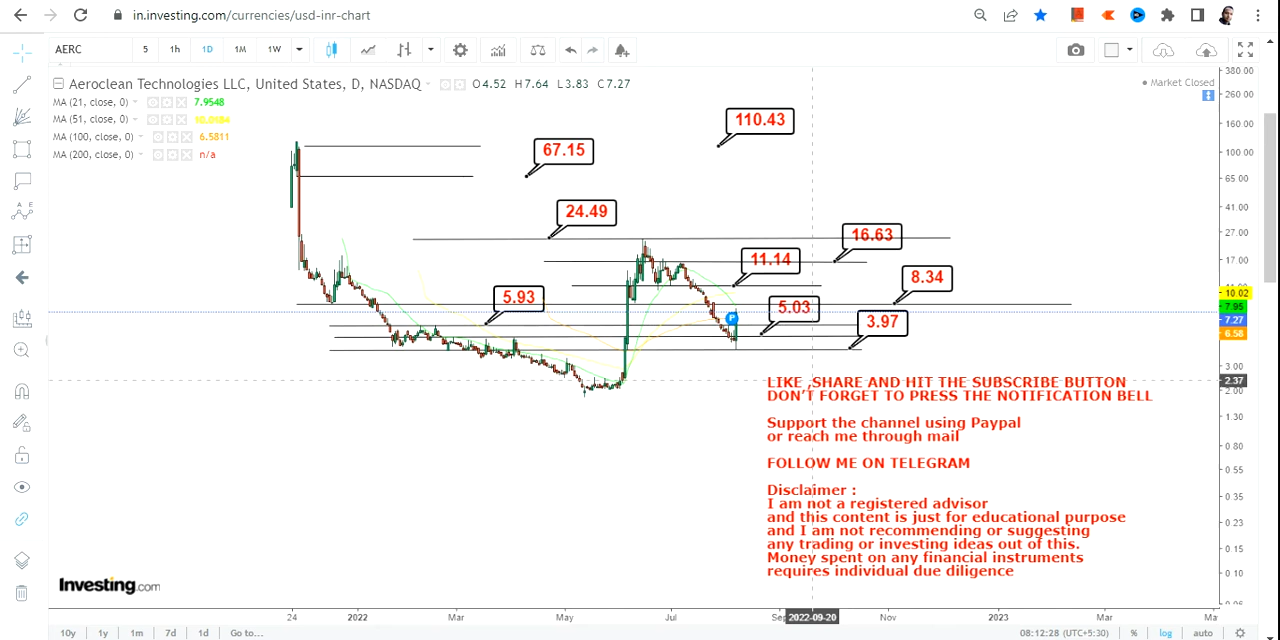 in.investing.com/currencies/usd-inr-chart
AERC 5 1h 1D 1M 1W
Aeroclean Technologies LLC, United States, D, NASDAQ O4.52 H7.64 L3.83 C7.27
Market Closed
MA (21, close, 0) 7.9548
MA (51, close, 0)
MA (100, close, 0) 6.5811
MA (200, close, 0) n/a
110.43
67.15
24.49
16.63
11.14
8.34
5.93
5.03
3.97
380.00
260.00
160.00
100.00
65.00
41.00
27.00
17.00
10.02
7.95
7.27
6.58
3.00
2.37
2.00
1.30
0.80
0.55
0.35
0.23
0.15
0.10
LIKE ,SHARE AND HIT THE SUBSCRIBE BUTTON
DON'T FORGET TO PRESS THE NOTIFICATION BELL
Support the channel using Paypal
or reach me through mail
FOLLOW ME ON TELEGRAM
Disclaimer :
I am not a registered advisor
and this content is just for educational purpose
and I am not recommending or suggesting
any trading or investing ideas out of this.
Money spent on any financial instruments
requires individual due diligence
Investing.com
24 2022 Mar May Jul 2022-09-20 Nov 2023 Mar
10y 1y 1m 7d 1d Go to... 08:12:28 (UTC+5:30) % log auto